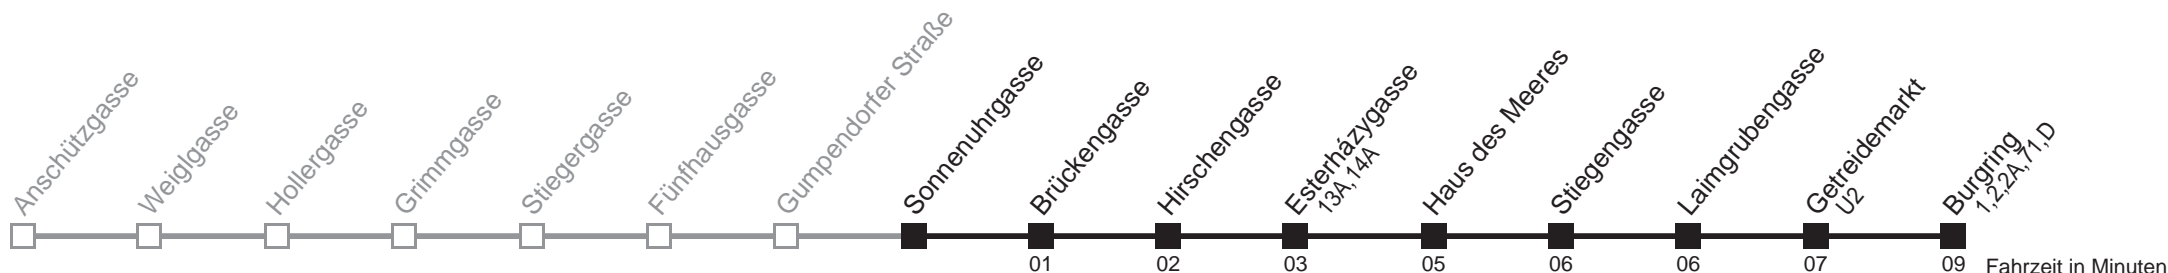 Anschützgasse
Weiglgasse
Hollergasse
Grimmgasse
Stiegergasse
Fünfhausgasse
Gumpendorfer Straße
Sonnenuhrgasse
Brückengasse
Hirschengasse
Esterházygasse
13A,14A
Haus des Meeres
Stiegengasse
Laimgrubengasse
Getreidemarkt
U2
Burgring
1,2,2A,71,D
01 02 03 05 06 06 07 09 Fahrzeit in Minuten